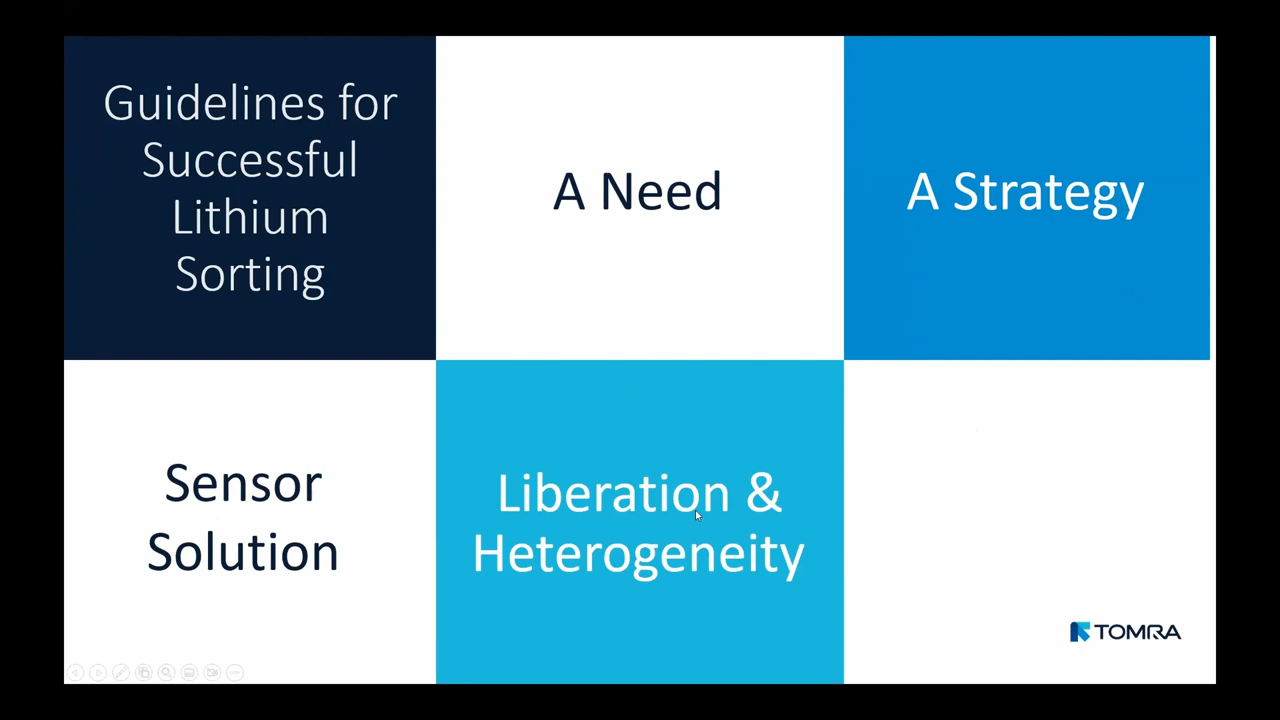 Guidelines for
Successful
Lithium
Sorting
A Need
A Strategy
Sensor
Solution
Liberation &
Heterogeneity
TOMRA